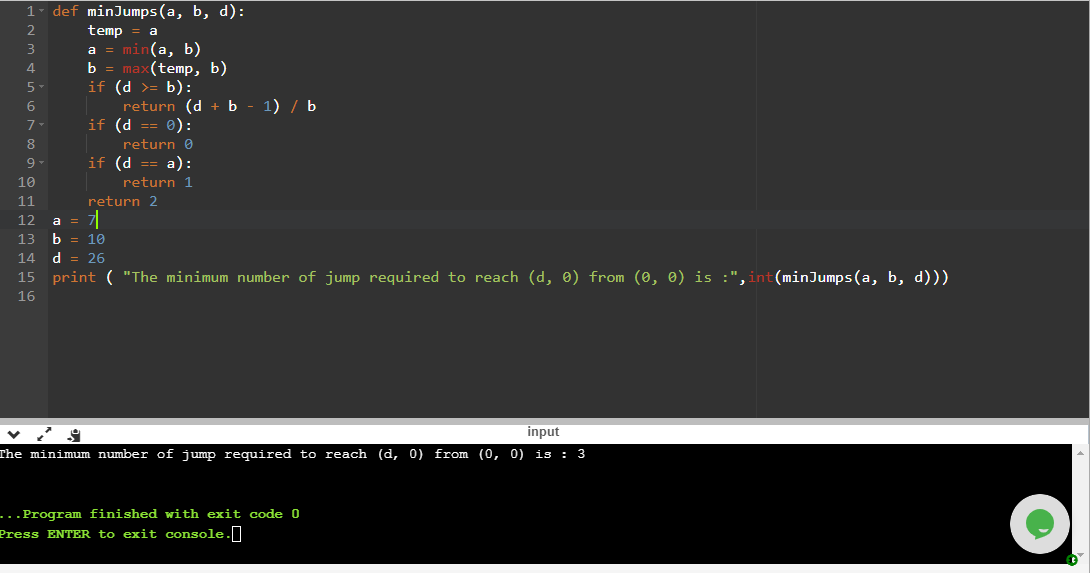 1 def minJumps(a, b, d):
2     temp = a
3     a = min(a, b)
4     b = max(temp, b)
5     if (d >= b):
6         return (d + b - 1) / b
7     if (d == 0):
8         return 0
9     if (d == a):
10         return 1
11     return 2
12 a = 7
13 b = 10
14 d = 26
15 print ( "The minimum number of jump required to reach (d, 0) from (0, 0) is :",int(minJumps(a, b, d)))
16
input
The minimum number of jump required to reach (d, 0) from (0, 0) is : 3
...Program finished with exit code 0
Press ENTER to exit console.